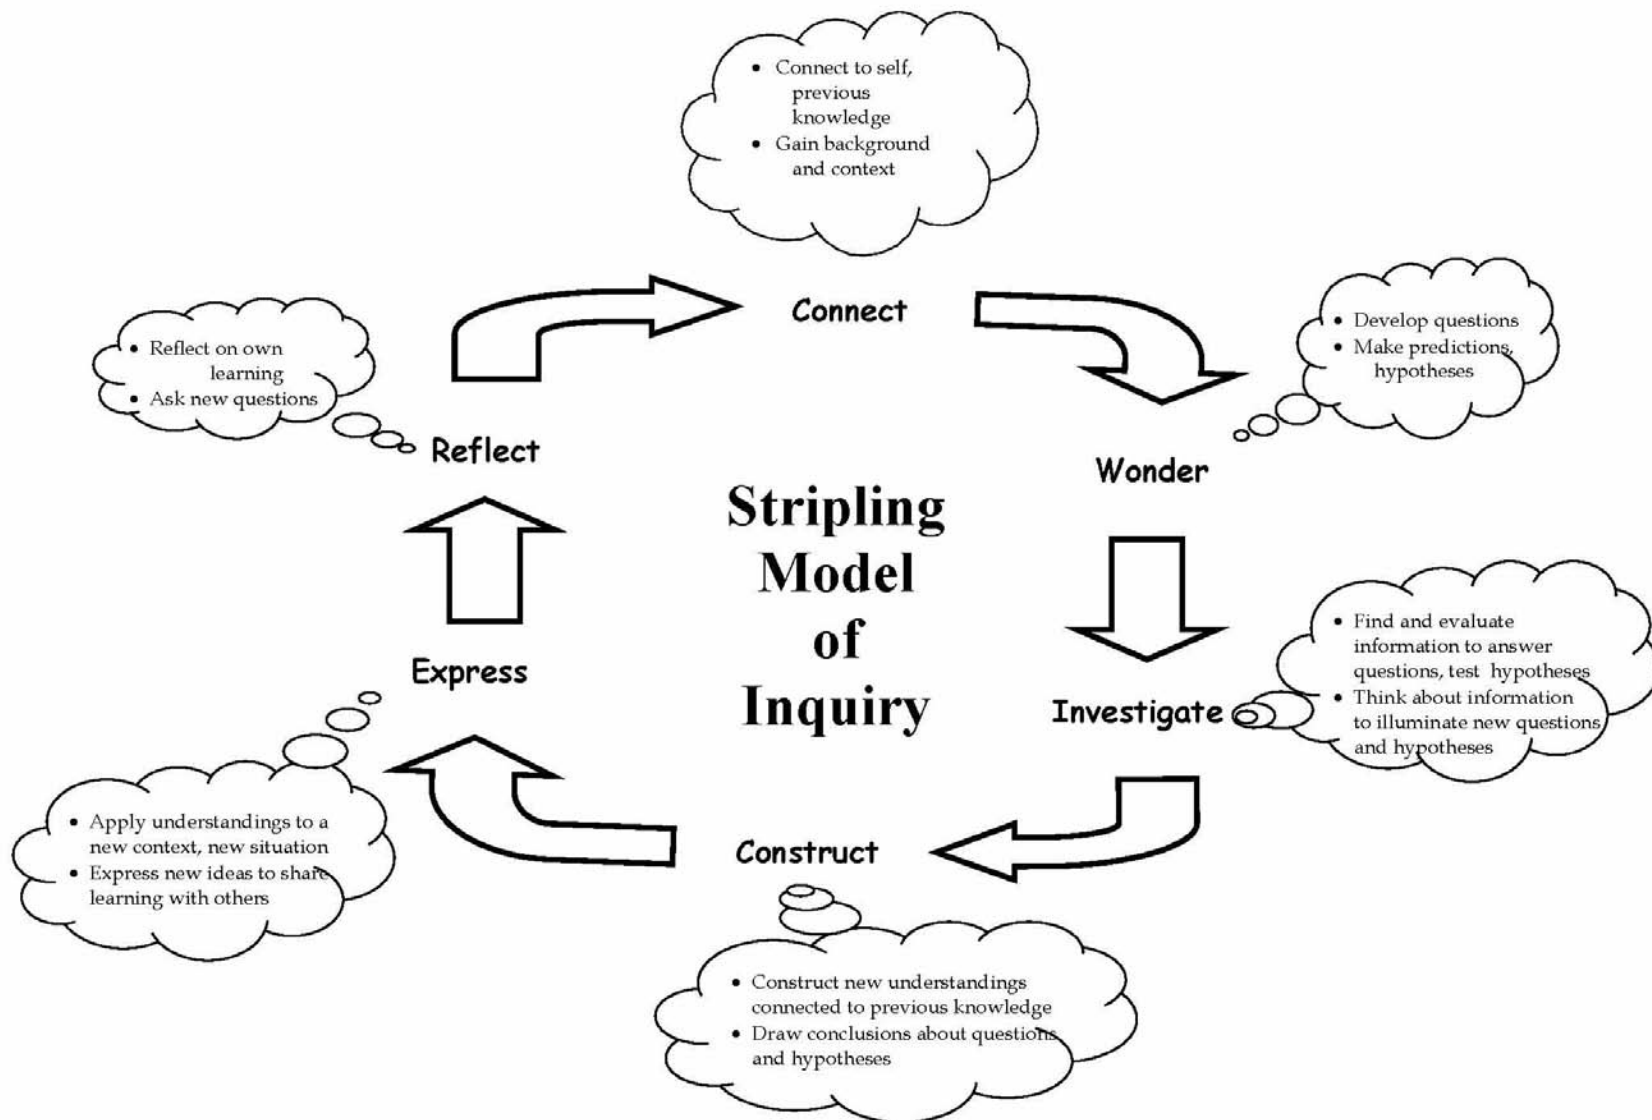 • Connect to self,
previous
knowledge
• Gain background
and context
Connect
• Develop questions
• Make predictions,
hypotheses
Wonder
• Find and evaluate
information to answer
questions, test hypotheses
• Think about information
to illuminate new questions
and hypotheses
Investigate
Construct
• Construct new understandings
connected to previous knowledge
• Draw conclusions about questions
and hypotheses
Express
• Apply understandings to a
new context, new situation
• Express new ideas to share
learning with others
Reflect
• Reflect on own
learning
• Ask new questions
Stripling
Model
of
Inquiry